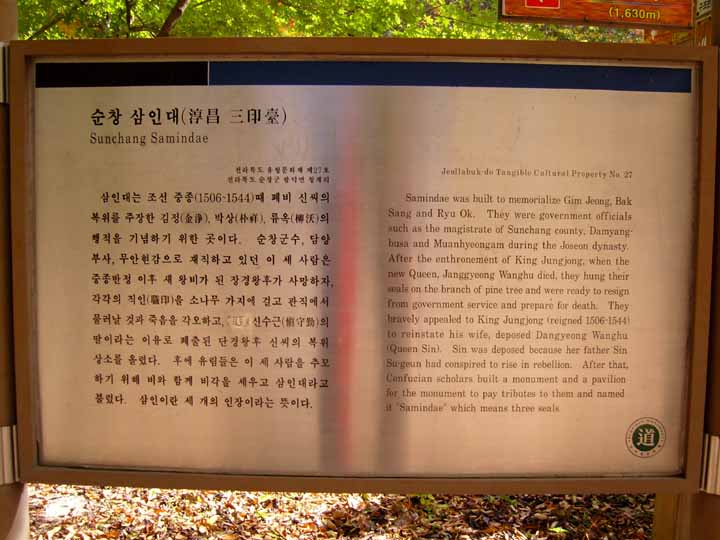 (1,630m)
순창 삼인대(淳昌 三印臺)
Sunchang Samindae
전라북도 유형문화재 제27호
전라북도 순창군 팔덕면 청계리
삼인대는 조선 중종(1506~1544)때 폐비 신씨의
복위를 주장한 김정(金淨), 박상(朴祥), 류옥(柳沃)의
행적을 기념하기 위한 곳이다. 순창군수, 담양
부사, 무안현감으로 재직하고 있던 이 세 사람은
중종반정 이후 새 왕비가 된 장경왕후가 사망하자,
각각의 직인(職印)을 소나무 가지에 걸고 관직에서
물러날 것과 죽음을 각오하고, 신수근(愼守勤)의
딸이라는 이유로 폐출된 단경왕후 신씨의 복위
상소를 올렸다. 후에 유림들은 이 세 사람을 추모
하기 위해 비와 함께 비각을 세우고 삼인대라고
불렀다. 삼인이란 세 개의 인장이라는 뜻이다.
Jeollabuk-do Tangible Cultural Property No. 27
Samindae was built to memorialize Gim Jeong, Bak
Sang and Ryu Ok. They were government officials
such as the magistrate of Sunchang county, Damyang-
busa and Muanhyeongam during the Joseon dynasty.
After the enthronement of King Jungjong, when the
new Queen, Janggyeong Wanghu died, they hung their
seals on the branch of pine tree and were ready to resign
from government service and prepare for death. They
bravely appealed to King Jungjong (reigned 1506-1544)
to reinstate his wife, deposed Dangyeong Wanghu
(Queen Sin). Sin was deposed because her father Sin
Su-geun had conspired to rise in rebellion. After that,
Confucian scholars built a monument and a pavilion
for the monument to pay tributes to them and named
it "Samindae" which means three seals.
道